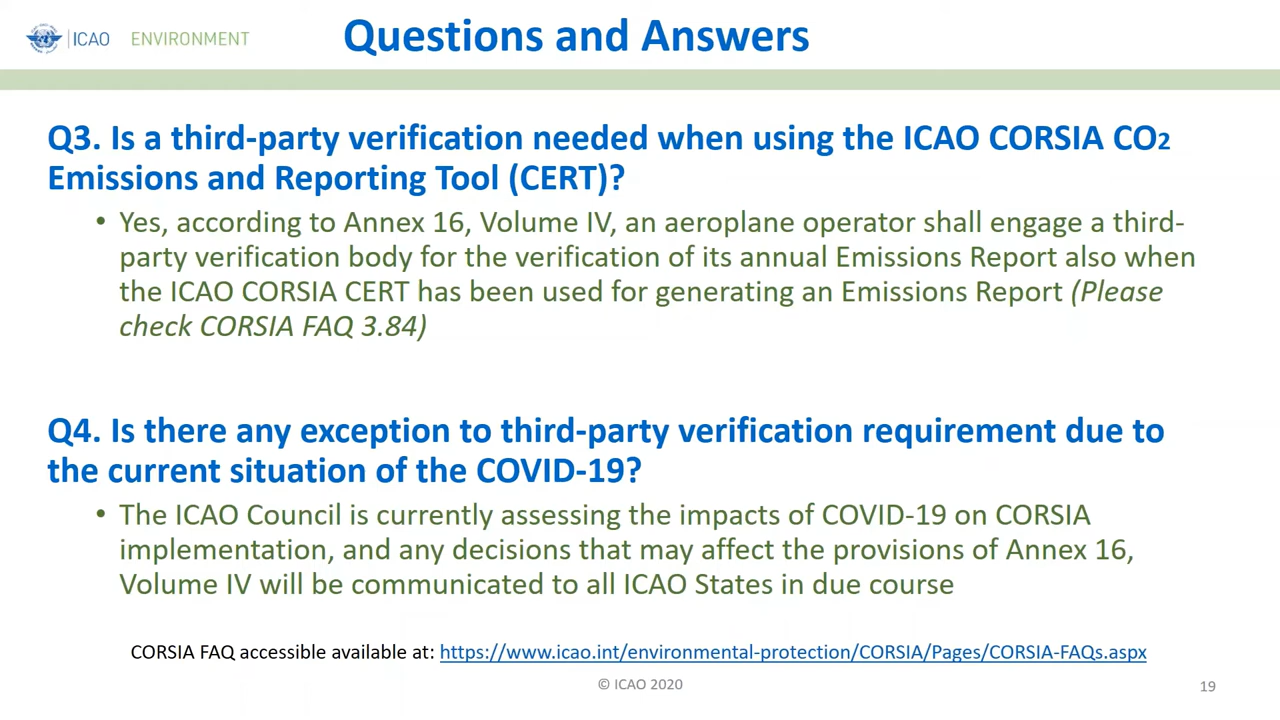 ICAO ENVIRONMENT
Questions and Answers
Q3. Is a third-party verification needed when using the ICAO CORSIA CO2
Emissions and Reporting Tool (CERT)?
• Yes, according to Annex 16, Volume IV, an aeroplane operator shall engage a third-
party verification body for the verification of its annual Emissions Report also when
the ICAO CORSIA CERT has been used for generating an Emissions Report (Please
check CORSIA FAQ 3.84)
Q4. Is there any exception to third-party verification requirement due to
the current situation of the COVID-19?
• The ICAO Council is currently assessing the impacts of COVID-19 on CORSIA
implementation, and any decisions that may affect the provisions of Annex 16,
Volume IV will be communicated to all ICAO States in due course
CORSIA FAQ accessible available at: https://www.icao.int/environmental-protection/CORSIA/Pages/CORSIA-FAQs.aspx
© ICAO 2020
19